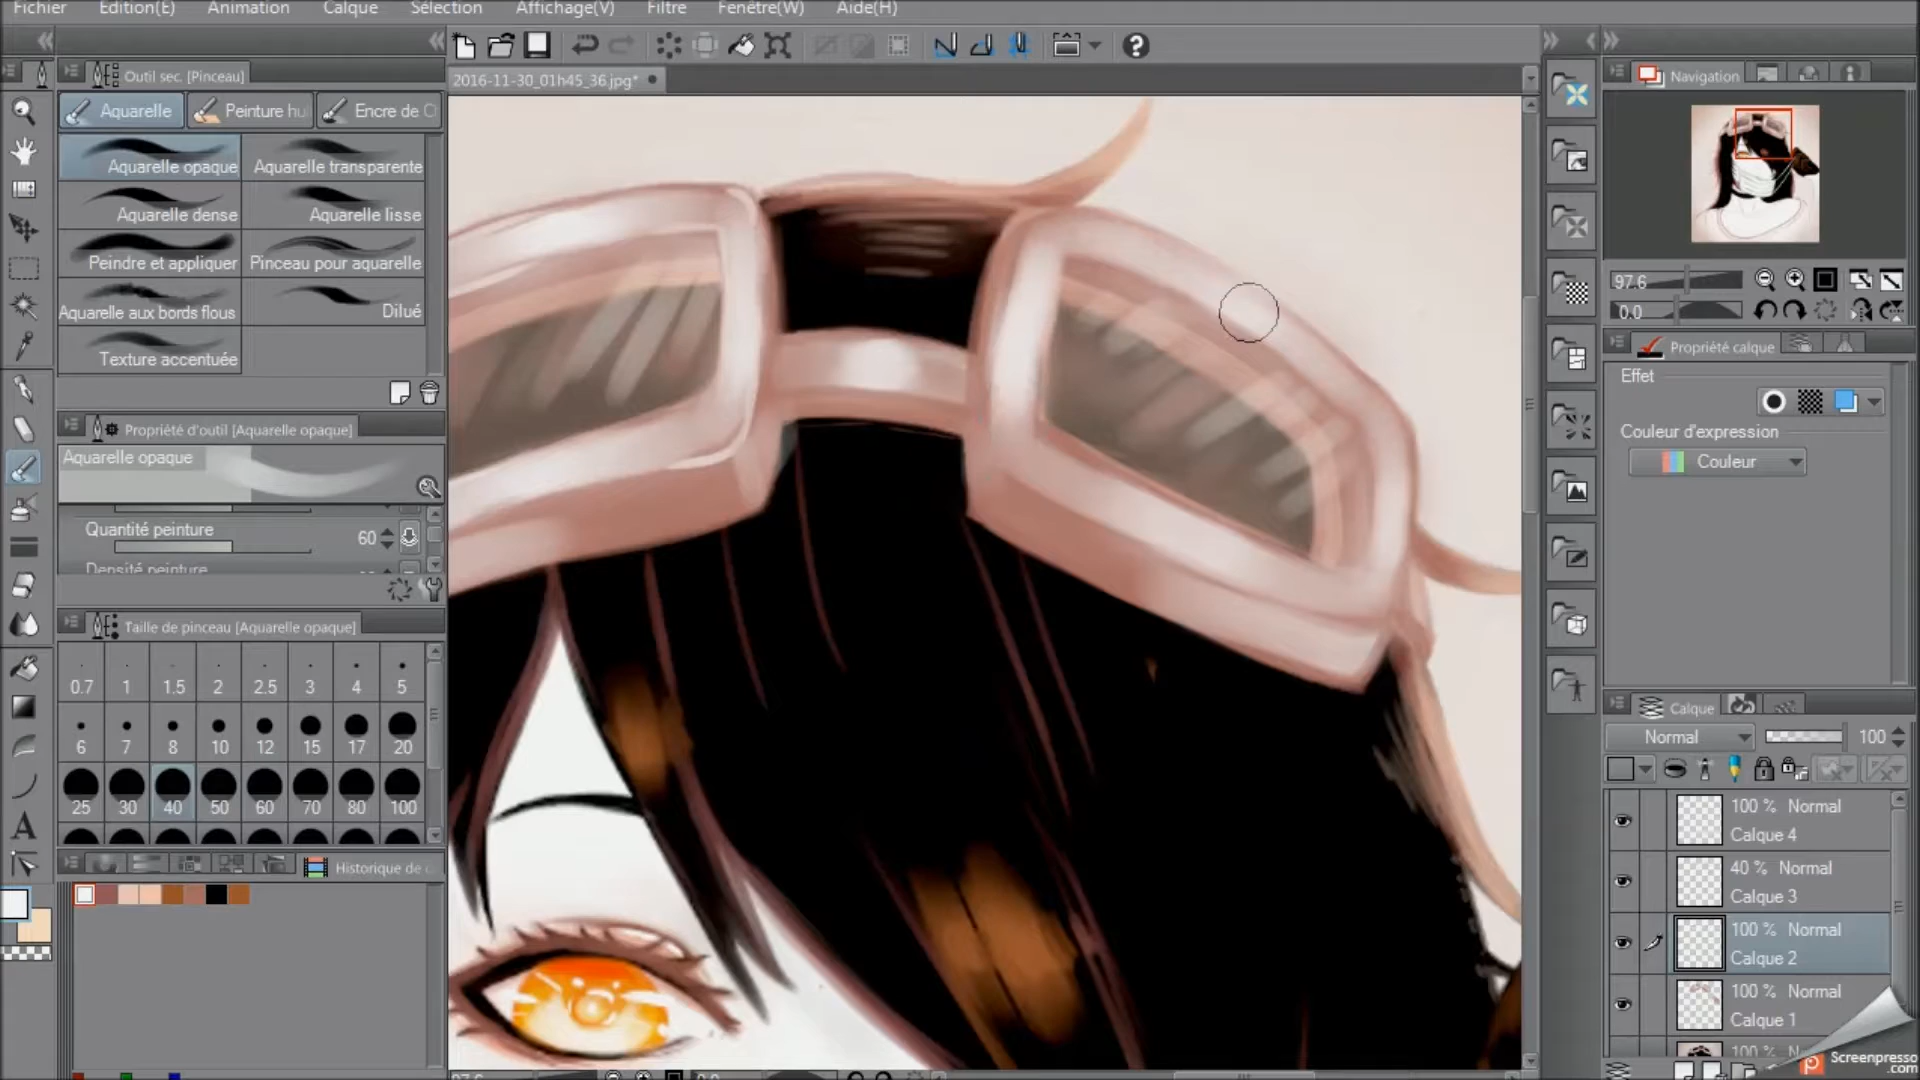 Fichier Edition(E) Animation Calque Sélection Affichage(V) Filtre Fenêtre(W) Aide(H)
Outil sec. [Pinceau]
2016-11-30_01h45_36.jpg*
Navigation
Aquarelle Peinture hu Encre de C
Aquarelle opaque Aquarelle transparente
Aquarelle dense Aquarelle lisse
Peindre et appliquer Pinceau pour aquarelle
Aquarelle aux bords flous Dilué
Texture accentuée
97.6
0.0
Propriété calque
Effet
Couleur d'expression
Couleur
Propriété d'outil [Aquarelle opaque]
Aquarelle opaque
Quantité peinture 60
Densité peinture
Taille de pinceau [Aquarelle opaque]
0.7 1 1.5 2 2.5 3 4 5
6 7 8 10 12 15 17 20
25 30 40 50 60 70 80 100
Historique de c
Calque
Normal 100
100 % Normal
Calque 4
40 % Normal
Calque 3
100 % Normal
Calque 2
100 % Normal
Calque 1
100 %
Screenpresso
.com
97.6 0.0